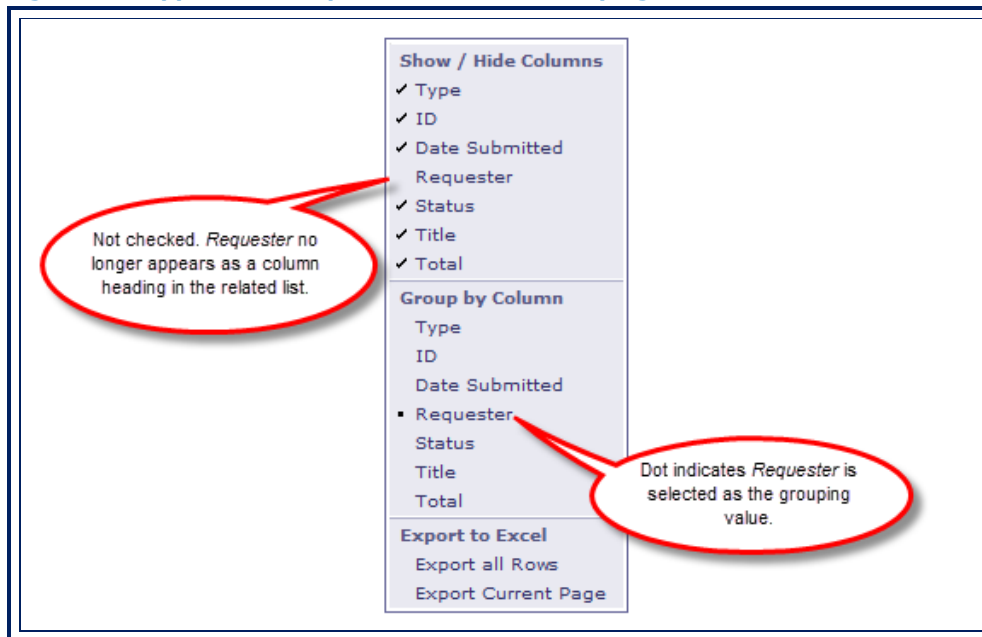 Show / Hide Columns
✓ Type
✓ ID
✓ Date Submitted
Requester
✓ Status
✓ Title
✓ Total
Not checked. Requester no
longer appears as a column
heading in the related list.
Group by Column
Type
ID
Date Submitted
▪ Requester
Status
Title
Total
Dot indicates Requester is
selected as the grouping
value.
Export to Excel
Export all Rows
Export Current Page